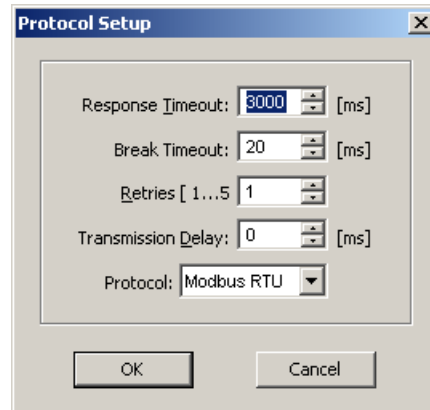 Protocol Setup
Response Timeout: 3000 [ms]
Break Timeout: 20 [ms]
Retries [ 1...5 1
Transmission Delay: 0 [ms]
Protocol: Modbus RTU
OK Cancel